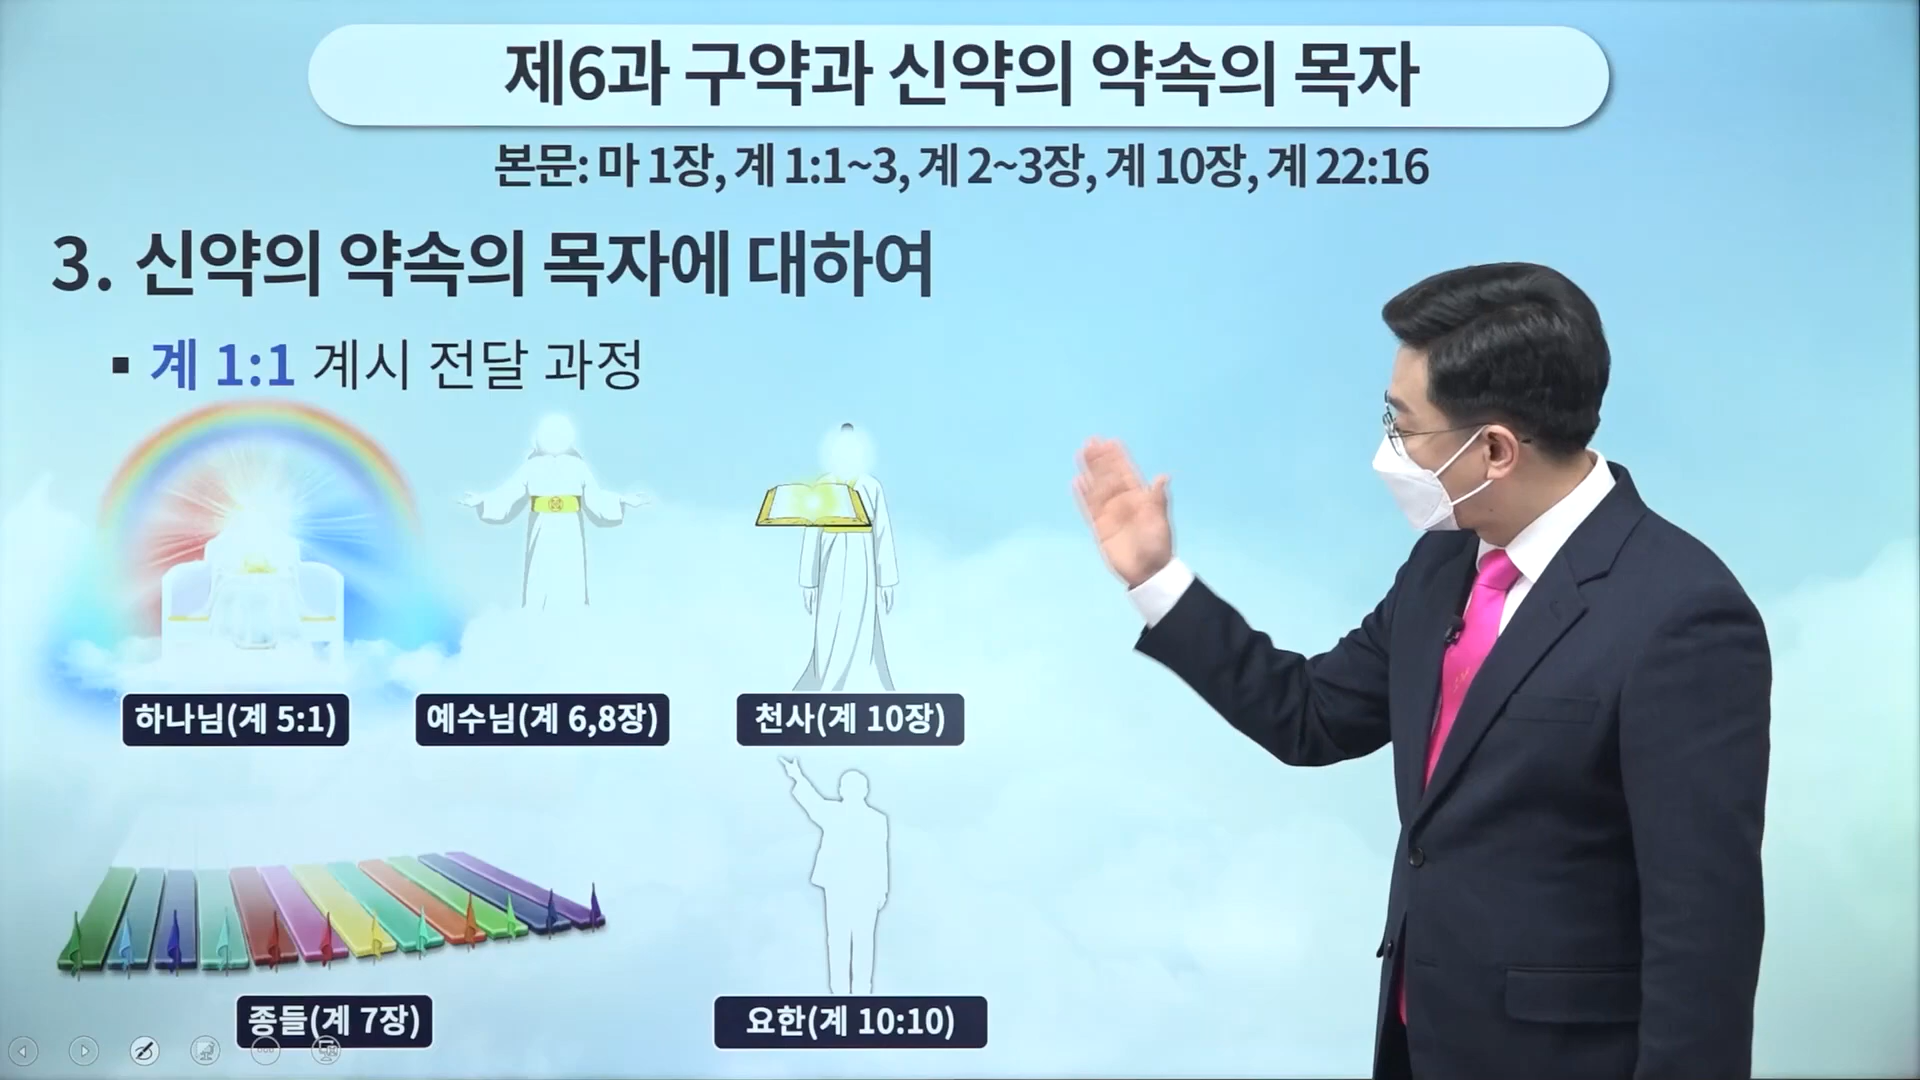 제6과 구약과 신약의 약속의 목자
본문: 마 1장, 계 1:1~3, 계 2~3장, 계 10장, 계 22:16
3. 신약의 약속의 목자에 대하여
▪ 계 1:1 계시 전달 과정
하나님(계 5:1)
예수님(계 6,8장)
천사(계 10장)
종들(계 7장)
요한(계 10:10)